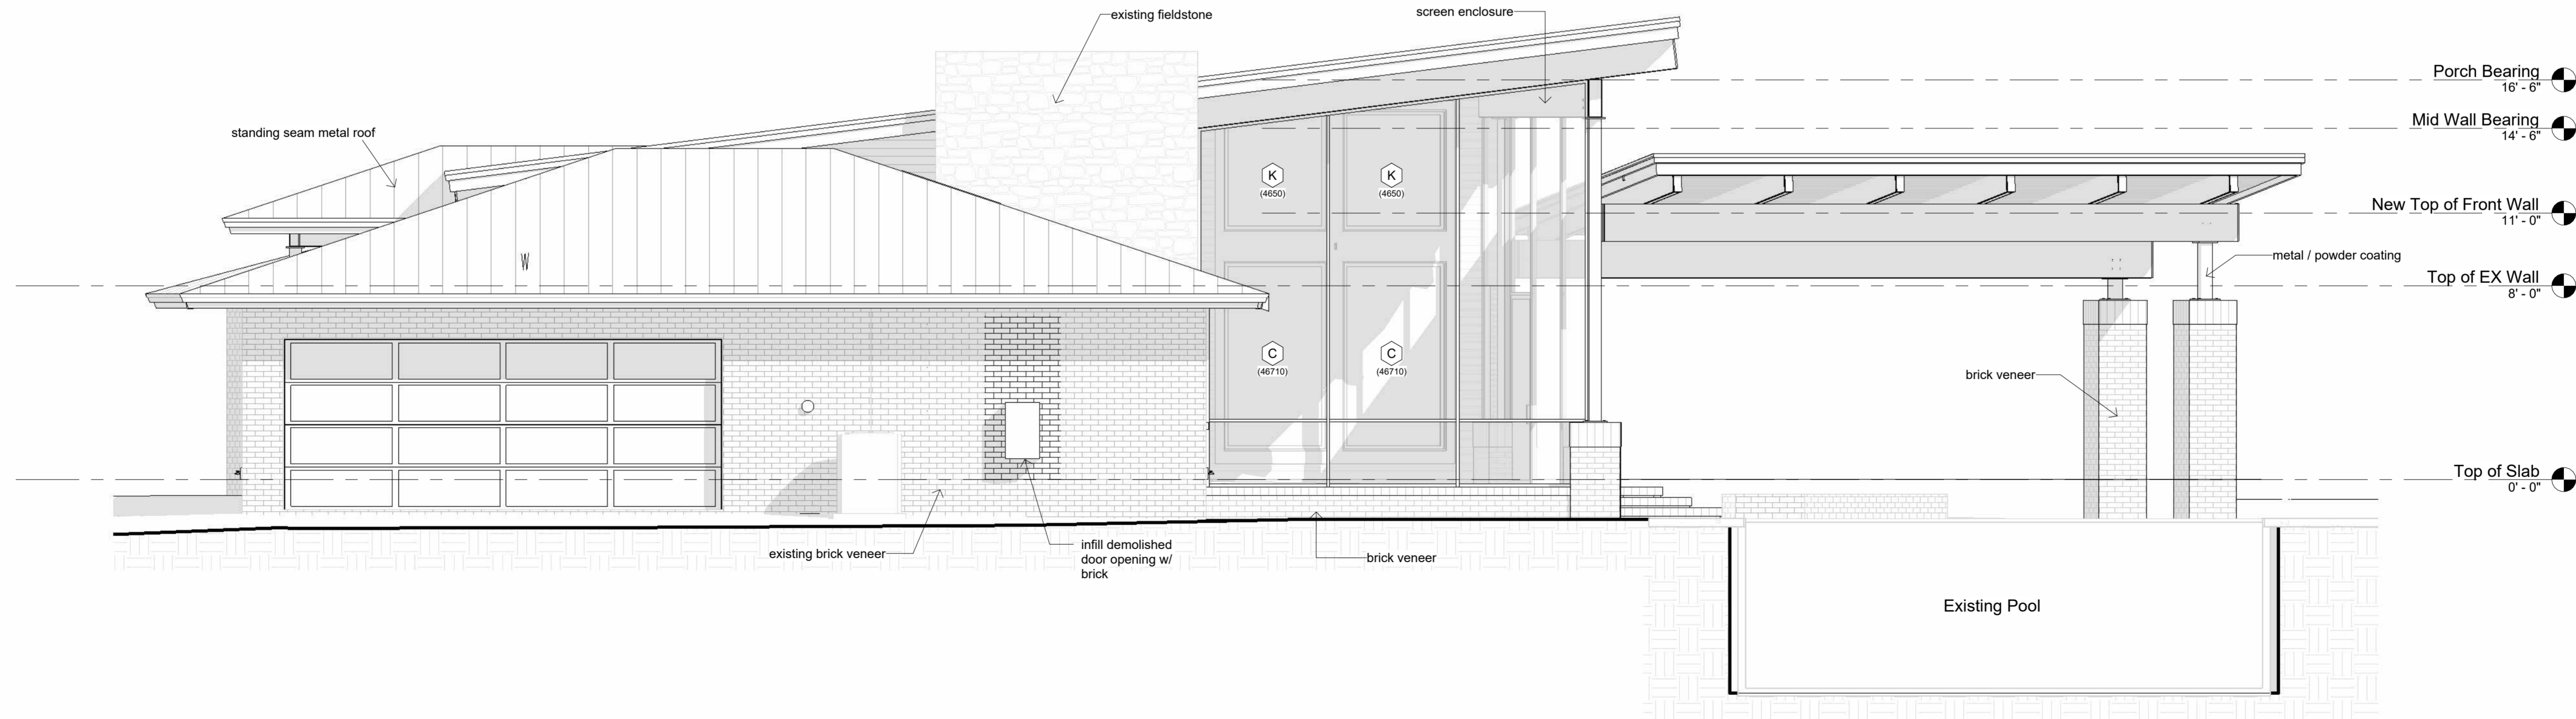 existing fieldstone
screen enclosure
Porch Bearing
16' - 6"
Mid Wall Bearing
14' - 6"
standing seam metal roof
K
(4650)
K
(4650)
New Top of Front Wall
11' - 0"
metal / powder coating
Top of EX Wall
8' - 0"
C
(46710)
C
(46710)
brick veneer
Top of Slab
0' - 0"
existing brick veneer
infill demolished
door opening w/
brick
brick veneer
Existing Pool